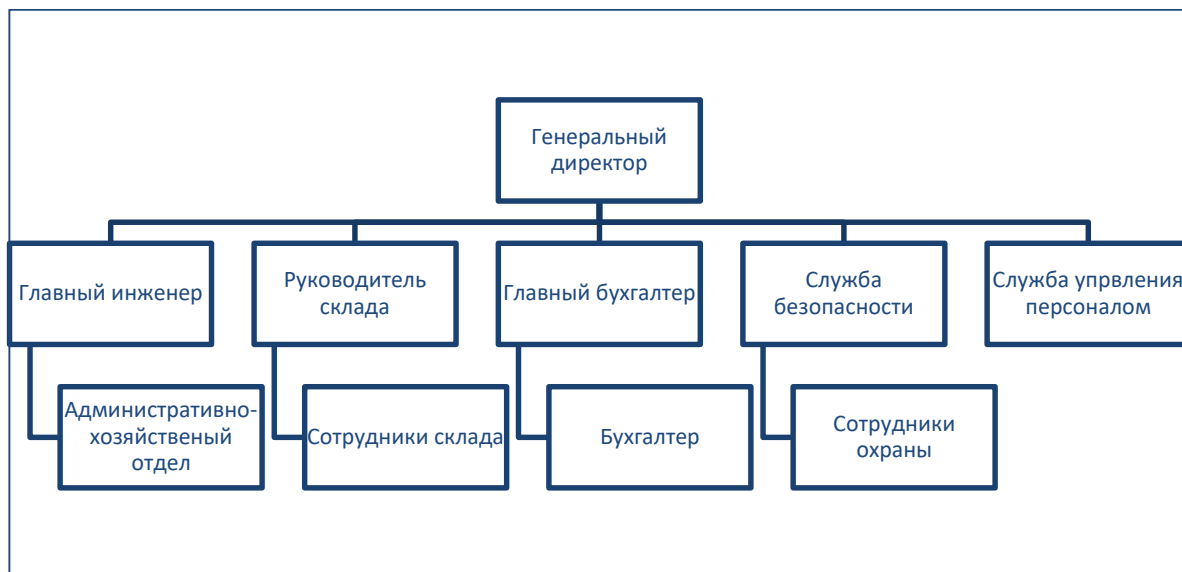 Генеральный
директор
Главный инженер
Руководитель
склада
Главный бухгалтер
Служба
безопасности
Служба упрвления
персоналом
Административно-
хозяйственый
отдел
Сотрудники склада
Бухгалтер
Сотрудники
охраны